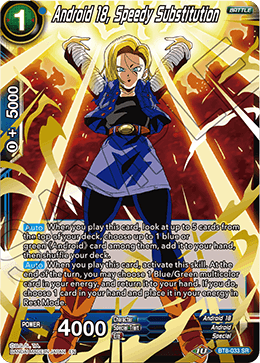 BATTLE
1
Android 18, Speedy Substitution
+ 5000
Auto When you play this card, look at up to 5 cards from
the top of your deck, choose up to 1 blue or
green ‹Android› card among them, add it to your hand,
then shuffle your deck.
Auto When you play this card, activate this skill. At the
end of the turn, you may choose 1 Blue/Green multicolor
card in your energy, and return it to your hand. If you do,
choose 1 card in your hand and place it in your energy in
Rest Mode.
POWER
4000
Character
Android 18
Special Trait
Android
Era
BT8-033 SR